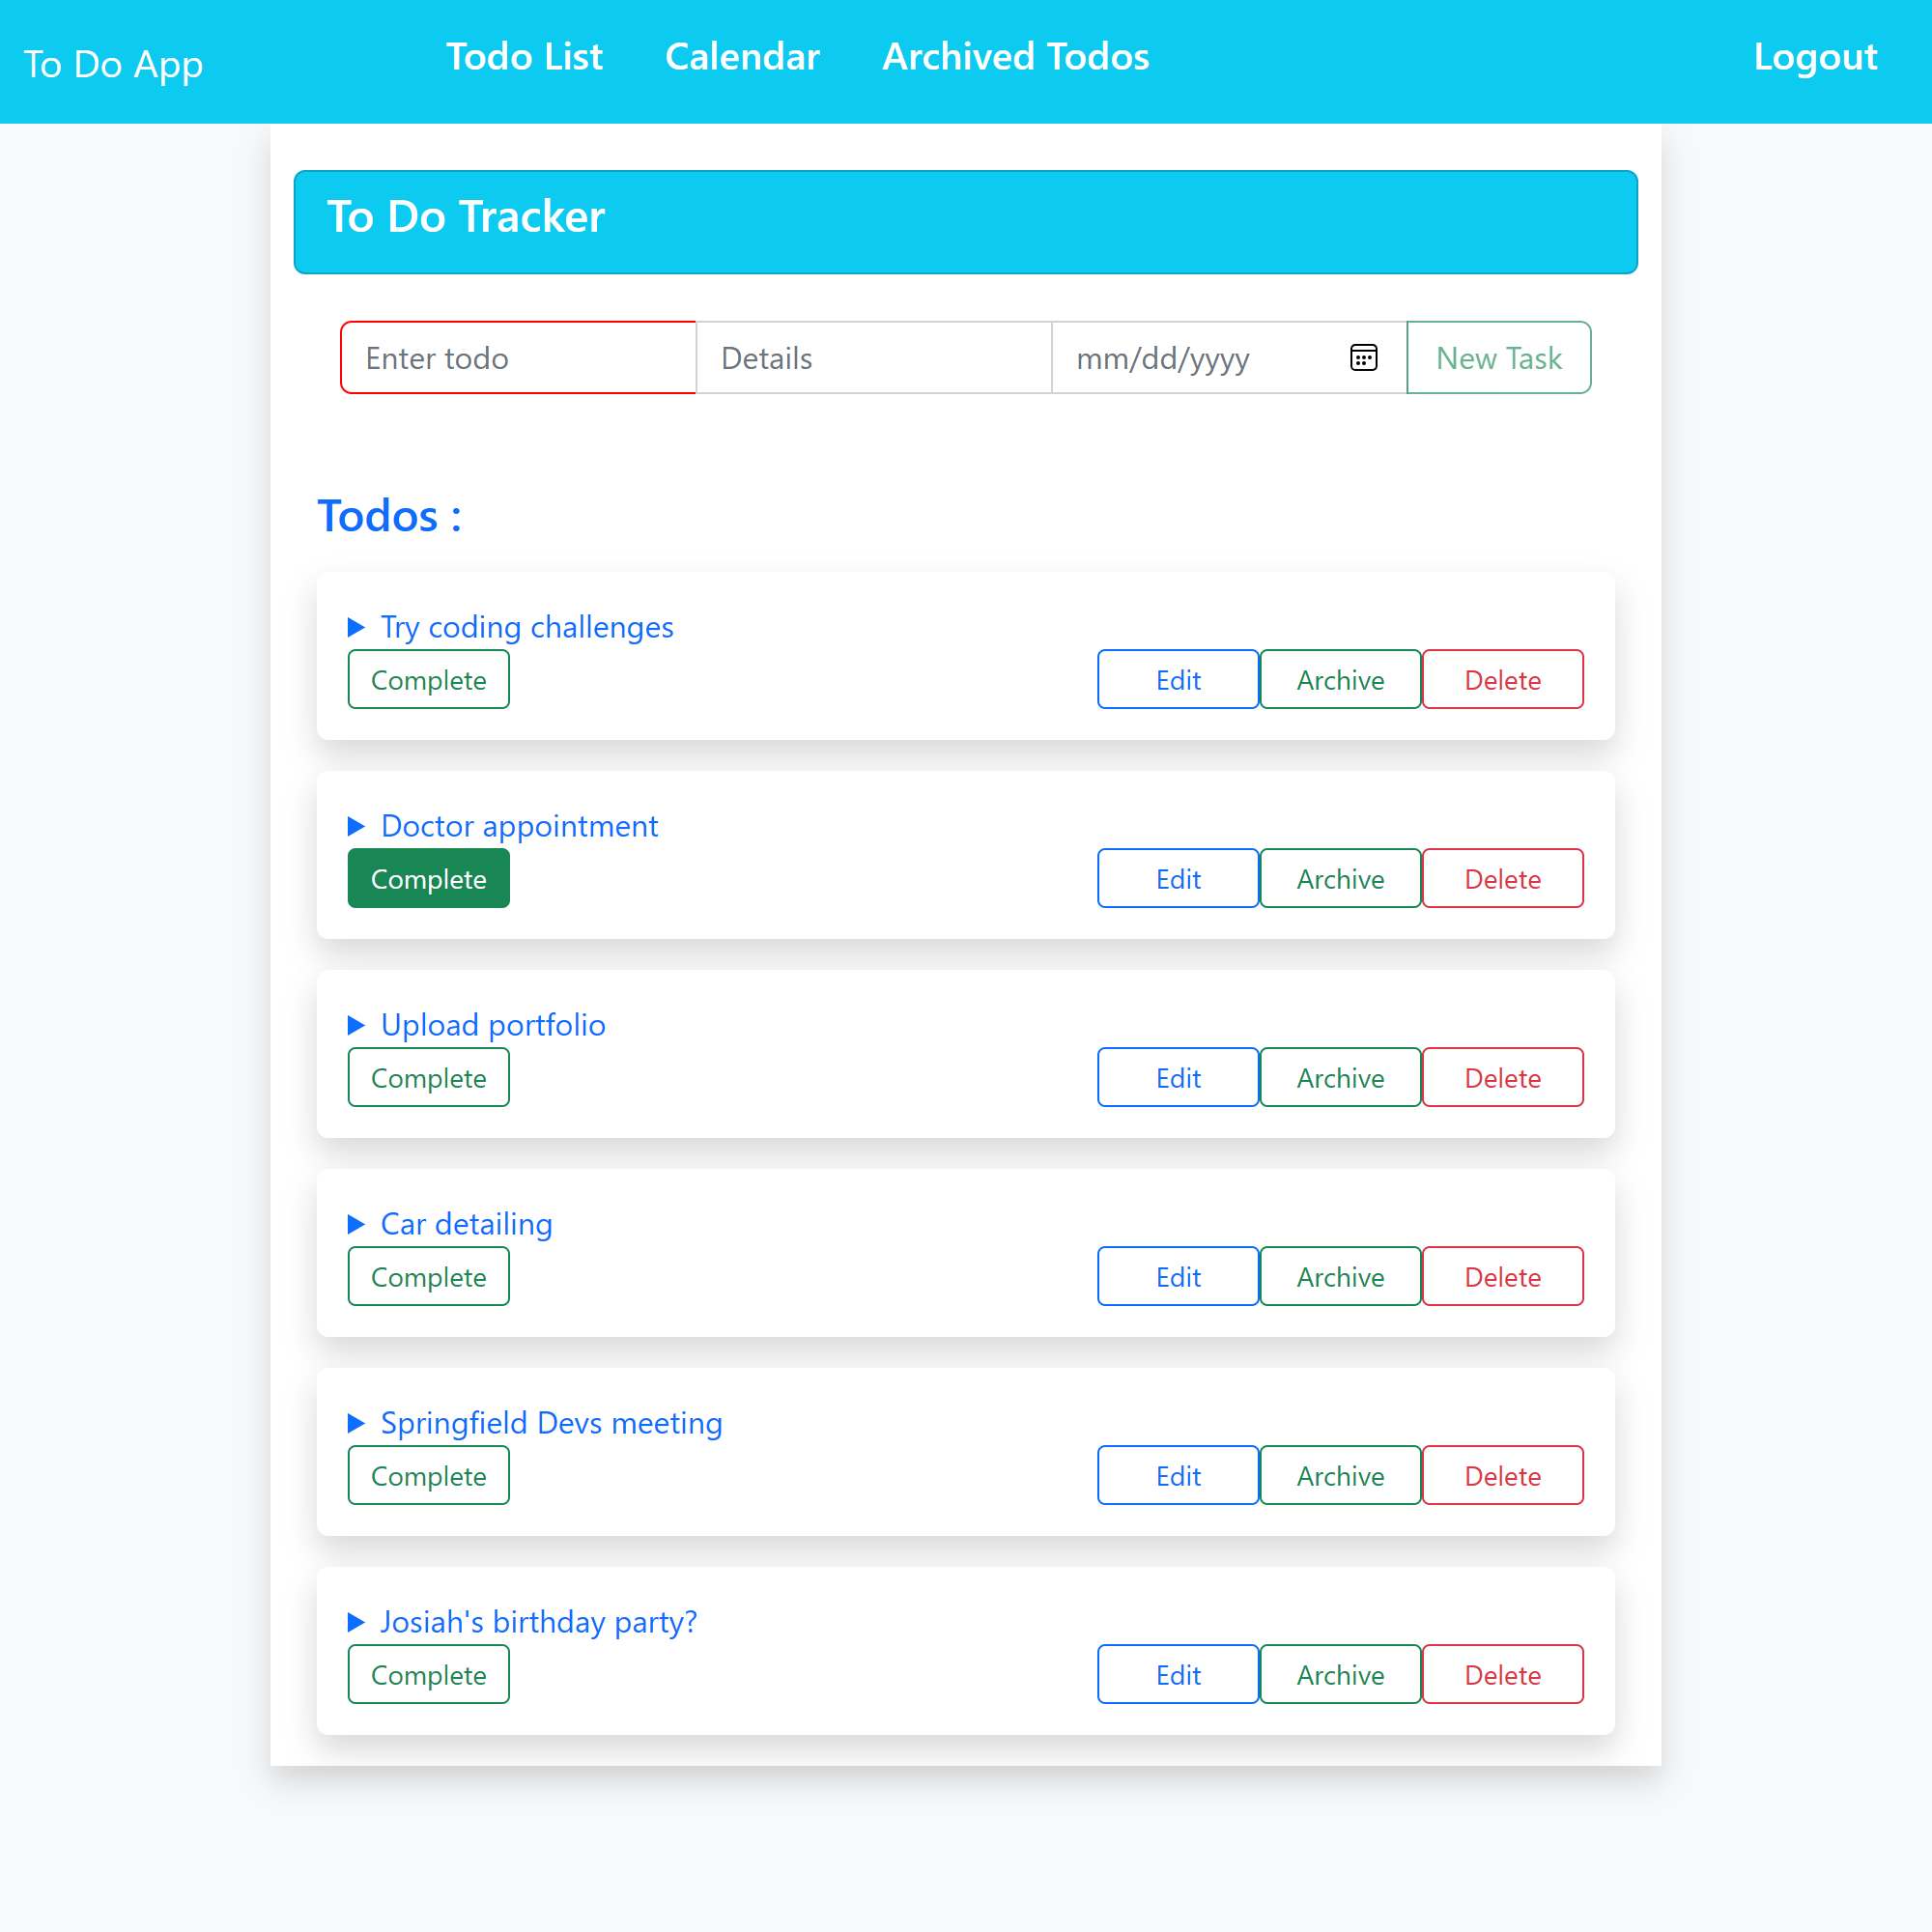 To Do App Todo List Calendar Archived Todos Logout
To Do Tracker
Enter todo Details mm/dd/yyyy New Task
Todos :
Try coding challenges
Complete Edit Archive Delete
Doctor appointment
Complete Edit Archive Delete
Upload portfolio
Complete Edit Archive Delete
Car detailing
Complete Edit Archive Delete
Springfield Devs meeting
Complete Edit Archive Delete
Josiah's birthday party?
Complete Edit Archive Delete